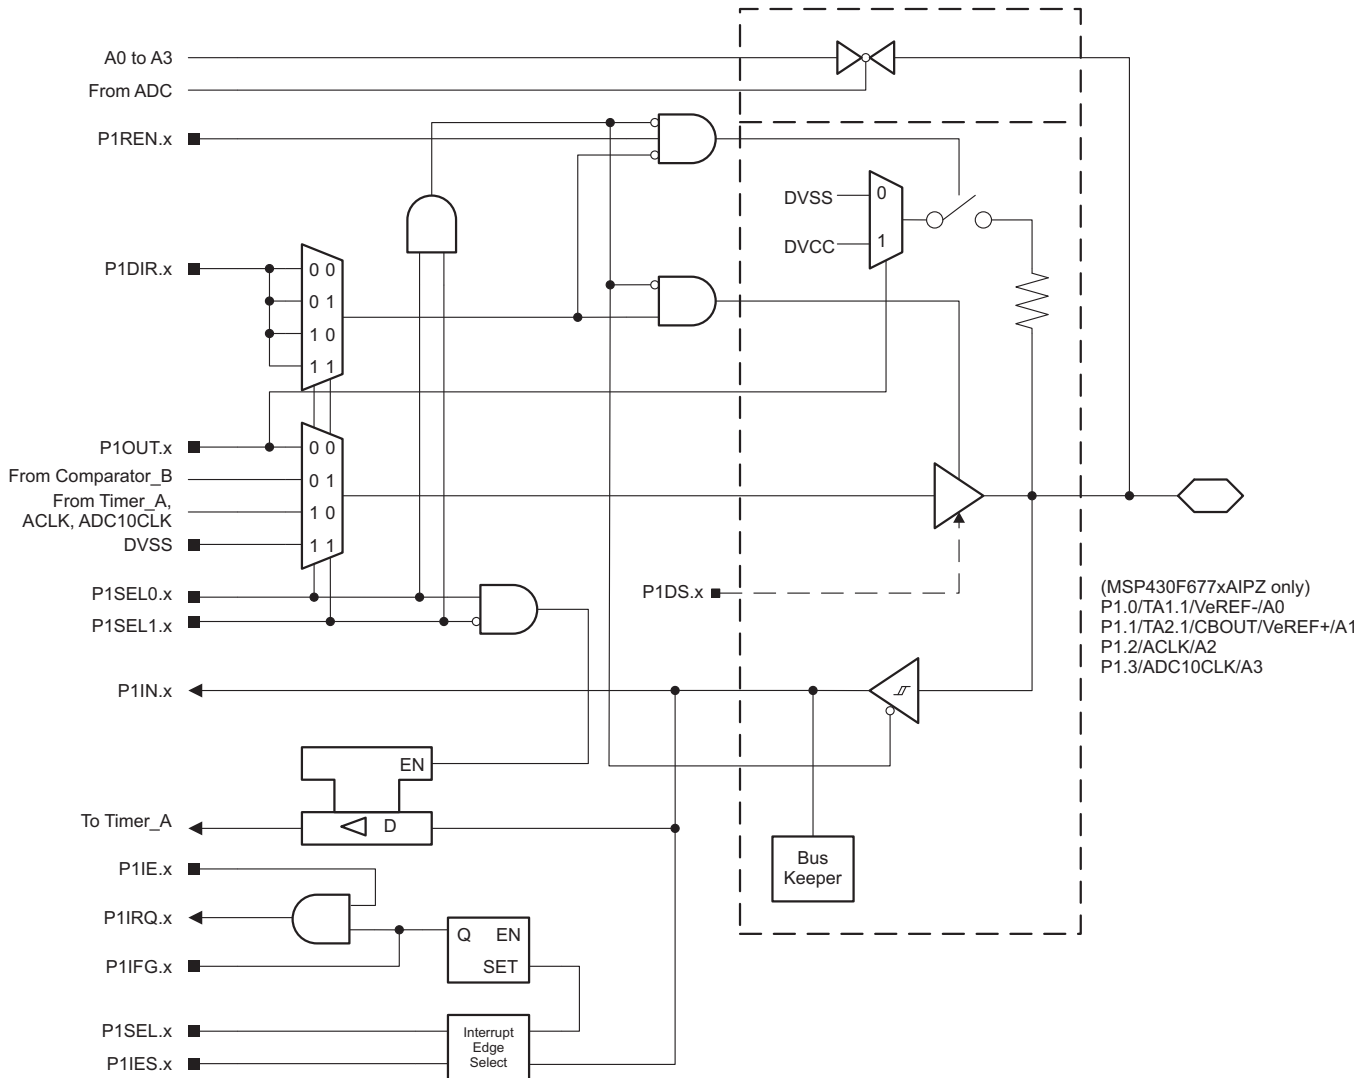 A0 to A3
From ADC
P1REN.x
DVSS
0
DVCC
1
P1DIR.x
0 0
0 1
1 0
1 1
P1OUT.x
0 0
From Comparator_B
0 1
From Timer_A,
ACLK, ADC10CLK
1 0
DVSS
1 1
P1SEL0.x
P1SEL1.x
P1DS.x
(MSP430F677xAIPZ only)
P1.0/TA1.1/VeREF-/A0
P1.1/TA2.1/CBOUT/VeREF+/A1
P1.2/ACLK/A2
P1.3/ADC10CLK/A3
P1IN.x
EN
To Timer_A
D
Bus
Keeper
P1IE.x
P1IRQ.x
Q EN
SET
P1IFG.x
P1SEL.x
P1IES.x
Interrupt
Edge
Select